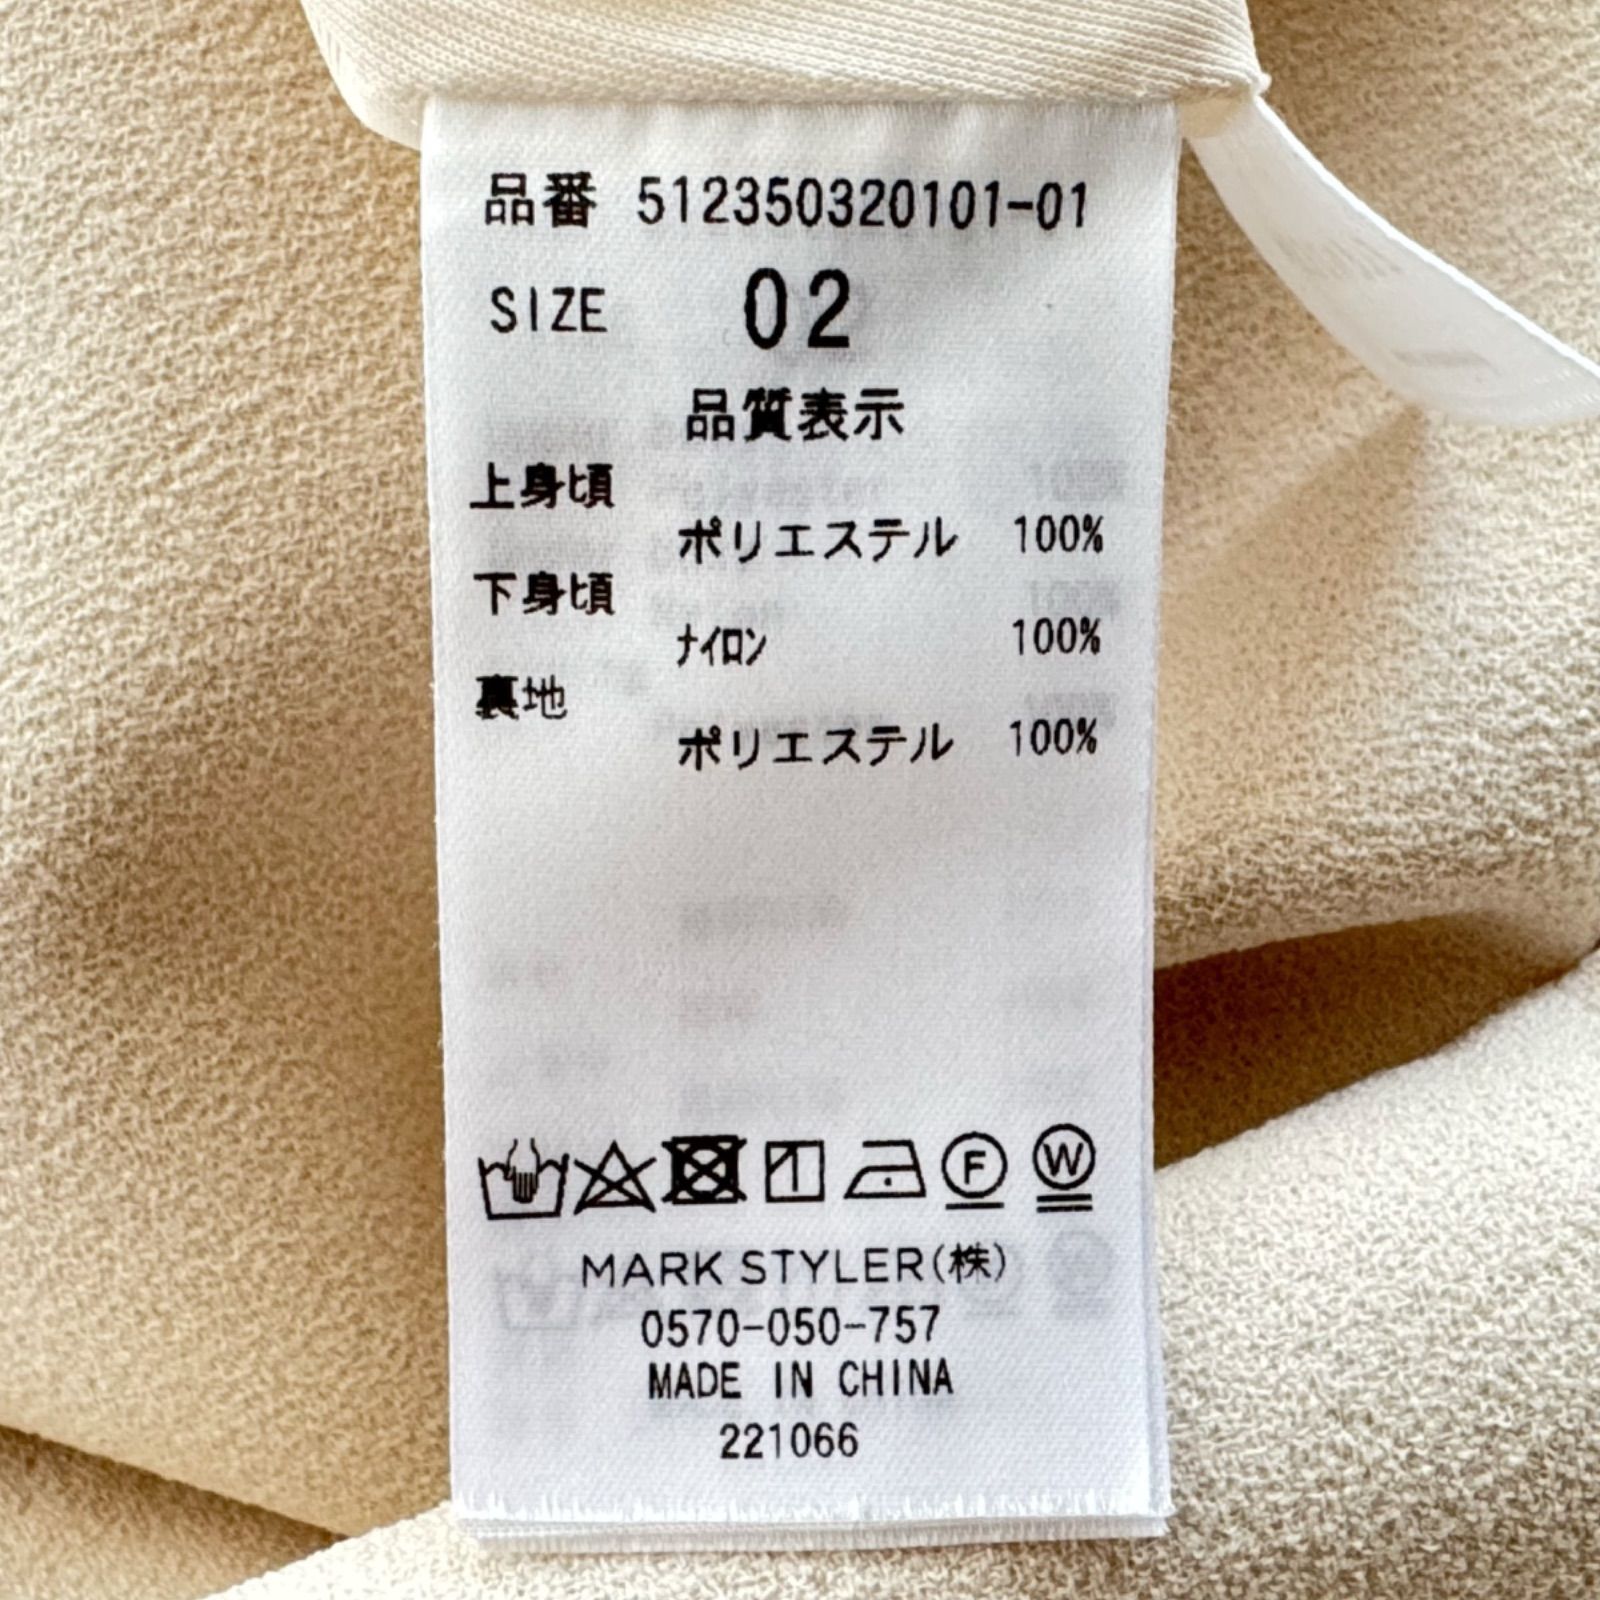 品番 512350320101-01
SIZE 02
品質表示
上身頃
ポリエステル 100%
下身頃
ナイロン 100%
裏地
ポリエステル 100%
F W
MARK STYLER(株)
0570-050-757
MADE IN CHINA
221066